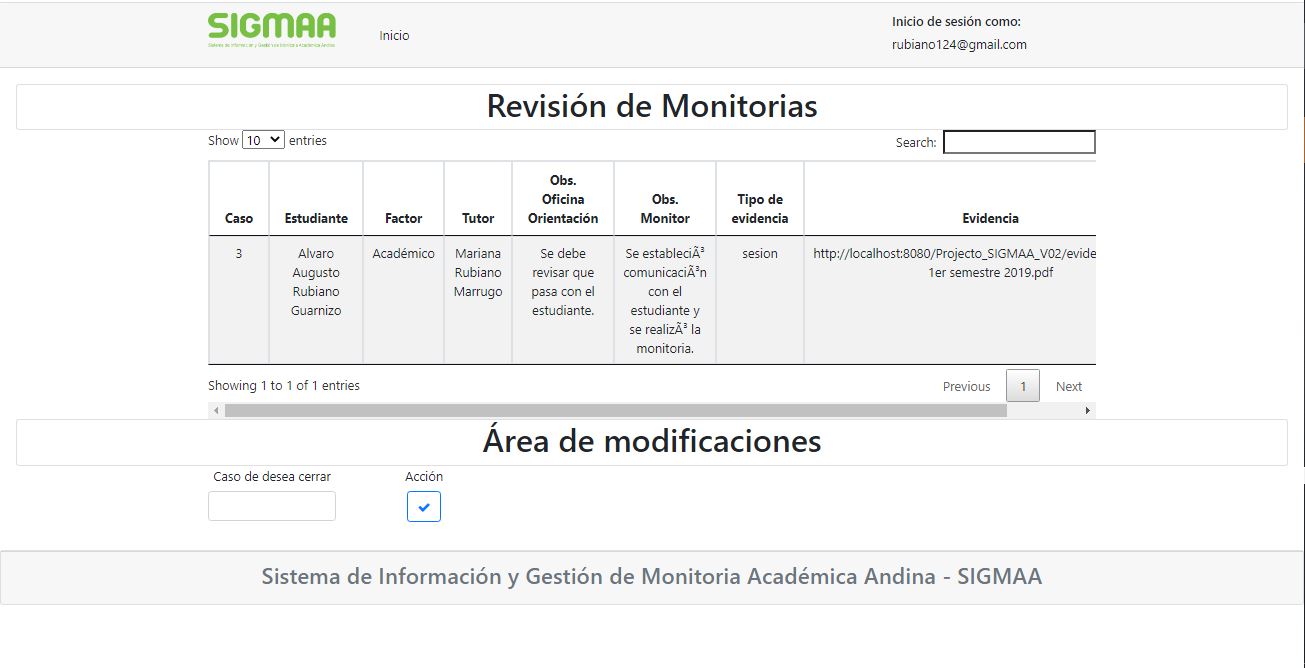 SIGMAA
Sistema de Información y Gestión de Monitoria Académica Andina
Inicio
Inicio de sesión como:
rubiano124@gmail.com
Revisión de Monitorias
Show 10 entries
Search:
Caso
Estudiante
Factor
Tutor
Obs.
Oficina
Orientación
Obs.
Monitor
Tipo de
evidencia
Evidencia
3
Alvaro
Augusto
Rubiano
Guarnizo
Académico
Mariana
Rubiano
Marrugo
Se debe
revisar que
pasa con el
estudiante.
Se estableciÃ³
comunicaciÃ³n
con el
estudiante y
se realizÃ³ la
monitoria.
sesion
http://localhost:8080/Projecto_SIGMAA_V02/evide
1er semestre 2019.pdf
Showing 1 to 1 of 1 entries
Previous 1 Next
Área de modificaciones
Caso de desea cerrar
Acción
Sistema de Información y Gestión de Monitoria Académica Andina - SIGMAA